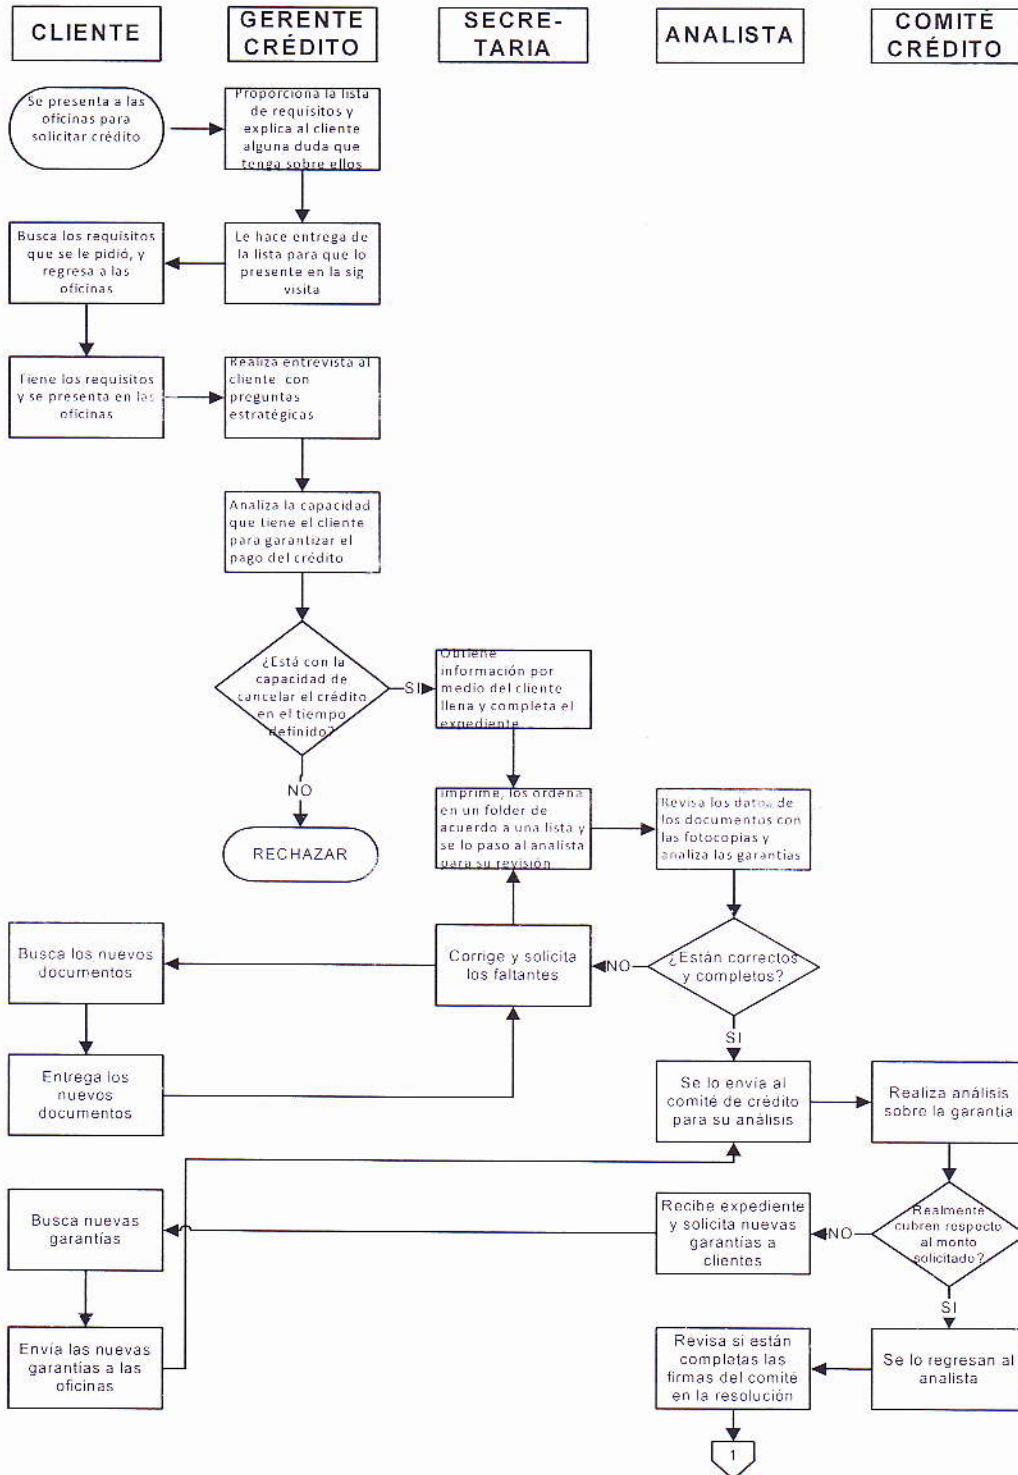 CLIENTE
GERENTE
CRÉDITO
SECRE-
TARIA
ANALISTA
COMITÉ
CRÉDITO
Se presenta a las
oficinas para
solicitar crédito
Proporciona la lista
de requisitos y
explica al cliente
alguna duda que
tenga sobre ellos
Busca los requisitos
que se le pidió, y
regresa a las
oficinas
Le hace entrega de
la lista para que lo
presente en la sig
visita
Tiene los requisitos
y se presenta en las
oficinas
Realiza entrevista al
cliente con
preguntas
estratégicas
Analiza la capacidad
que tiene el cliente
para garantizar el
pago del crédito
¿Está con la
capacidad de
cancelar el crédito
en el tiempo
definido?
SI
Obtiene
información por
medio del cliente
llena y completa el
expediente
NO
RECHAZAR
Imprime, los ordena
en un folder de
acuerdo a una lista y
se lo paso al analista
para su revisión
Revisa los datos de
los documentos con
las fotocopias y
analiza las garantías
Busca los nuevos
documentos
Corrige y solicita
los faltantes
NO
¿Están correctos
y completos?
SI
Entrega los
nuevos
documentos
Se lo envía al
comité de crédito
para su análisis
Realiza análisis
sobre la garantía
Busca nuevas
garantías
Recibe expediente
y solicita nuevas
garantías a
clientes
NO
Realmente
cubren respecto
al monto
solicitado?
SI
Envía las nuevas
garantías a las
oficinas
Revisa si están
completas las
firmas del comité
en la resolución
Se lo regresan al
analista
1